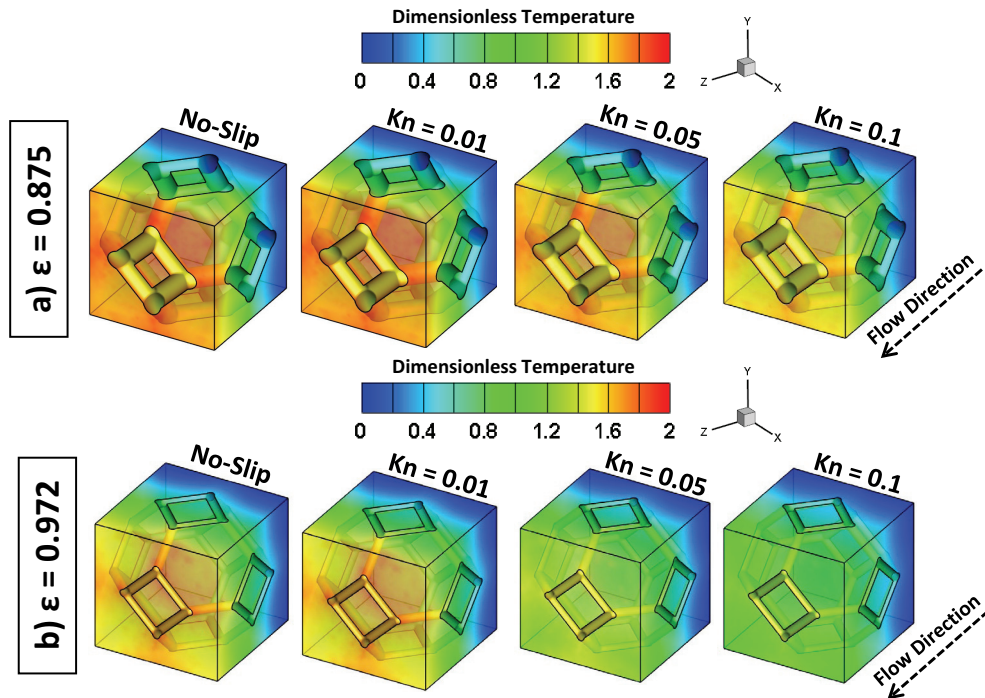 Dimensionless Temperature
0 0.4 0.8 1.2 1.6 2
Y
Z
X
a) ε = 0.875
No-Slip
Kn = 0.01
Kn = 0.05
Kn = 0.1
Flow Direction
Dimensionless Temperature
0 0.4 0.8 1.2 1.6 2
Y
Z
X
b) ε = 0.972
No-Slip
Kn = 0.01
Kn = 0.05
Kn = 0.1
Flow Direction